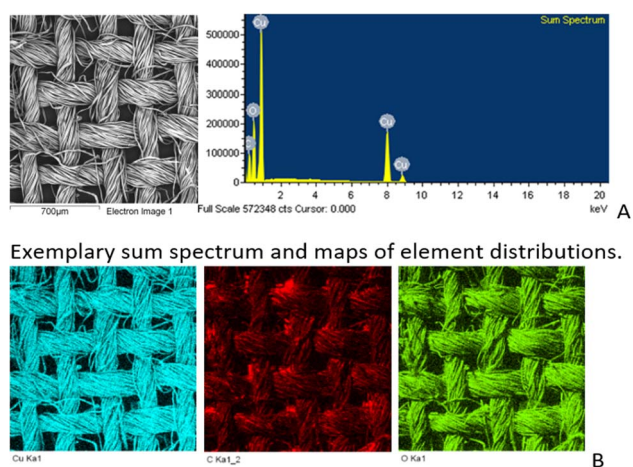 Sum Spectrum
Cu
500000
400000
300000
O
Cu
200000
C
100000
Cu
0
2 4 6 8 10 12 14 16 18 20
700µm Electron Image 1
Full Scale 572348 cts Cursor: 0.000 keV
A
Exemplary sum spectrum and maps of element distributions.
Cu Ka1
C Ka1_2
O Ka1
B